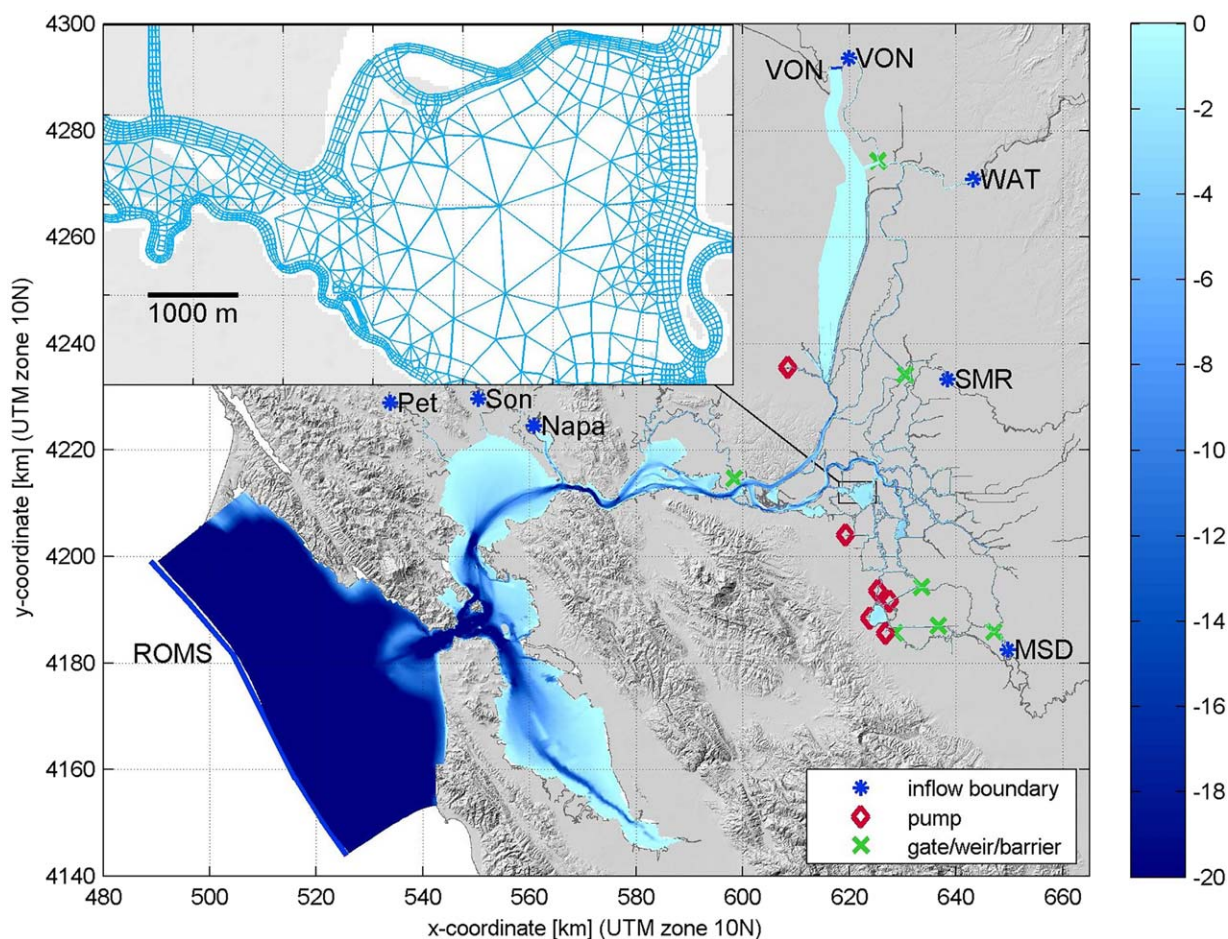 4300
4280
4260
4240
4220
4200
4180
4160
4140
y-coordinate [km] (UTM zone 10N)
480
500
520
540
560
580
600
620
640
660
x-coordinate [km] (UTM zone 10N)
1000 m
VON
VON
WAT
SMR
Pet
Son
Napa
ROMS
MSD
inflow boundary
pump
gate/weir/barrier
0
-2
-4
-6
-8
-10
-12
-14
-16
-18
-20